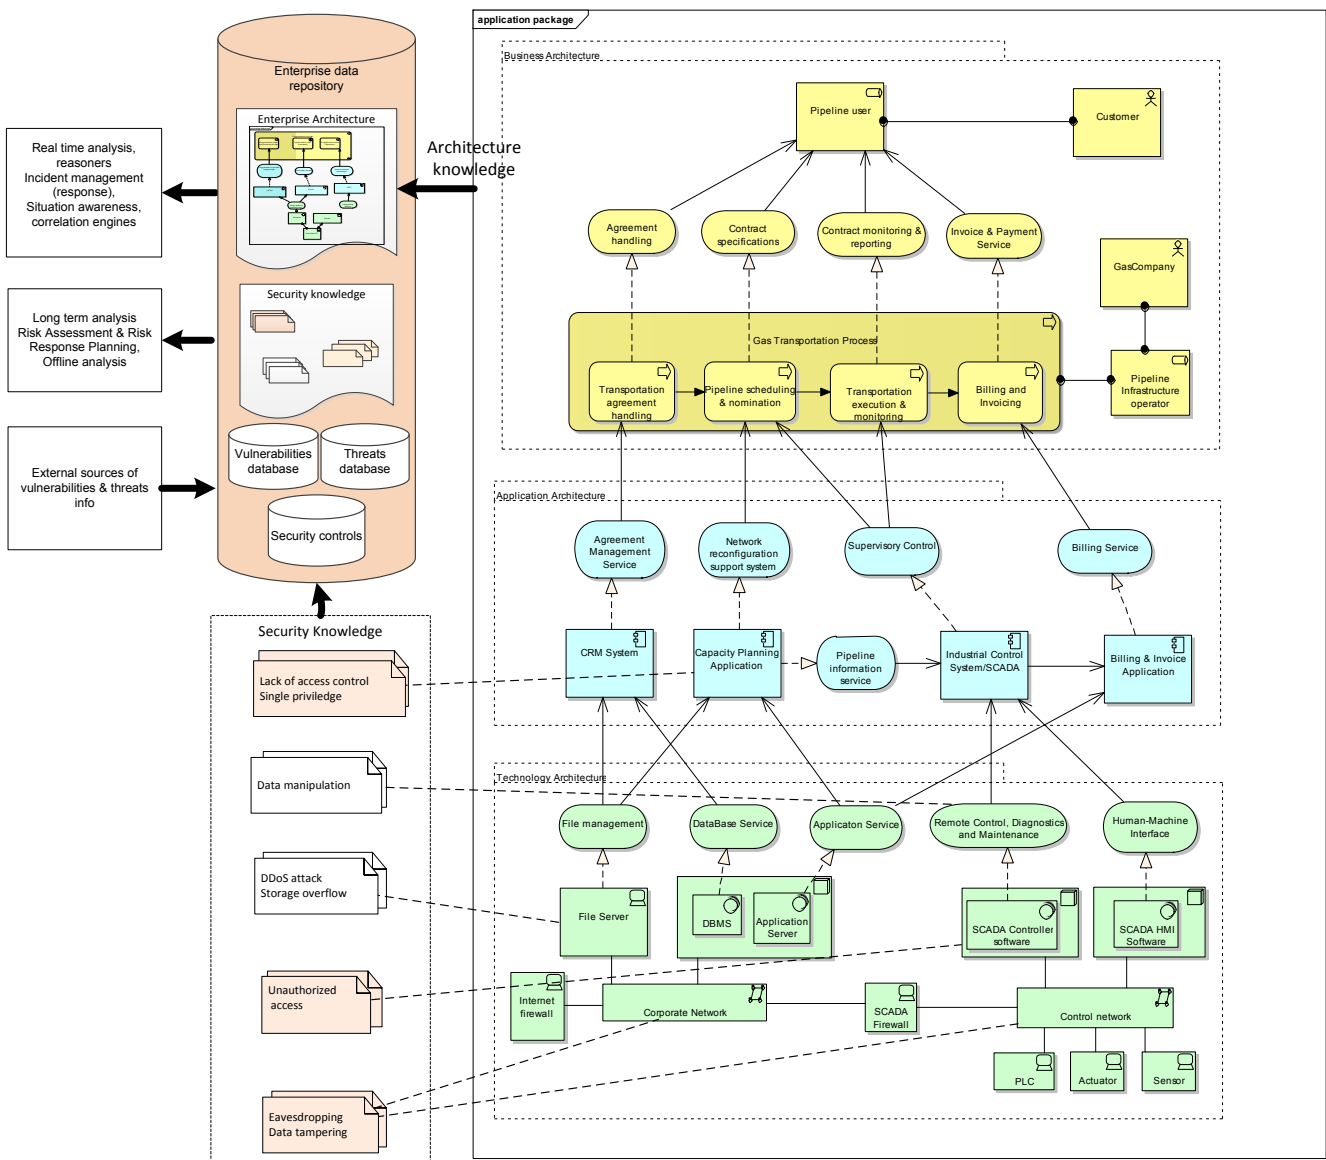 application package
Enterprise data
repository
Enterprise Architecture
Real time analysis,
reasoners
Incident management
(response),
Situation awareness,
correlation engines
Architecture
knowledge
Long term analysis
Risk Assessment & Risk
Response Planning,
Offline analysis
Security knowledge
External sources of
vulnerabilities & threats
info
Vulnerabilities
database
Threats
database
Security controls
Security Knowledge
Lack of access control
Single priviledge
Data manipulation
DDoS attack
Storage overflow
Unauthorized
access
Eavesdropping
Data tampering
Business Architecture
Pipeline user
Customer
Agreement
handling
Contract
specifications
Contract monitoring &
reporting
Invoice & Payment
Service
GasCompany
Gas Transportation Process
Transportation
agreement
handling
Pipeline scheduling
& nomination
Transportation
execution &
monitoring
Billing and
Invoicing
Pipeline
Infrastructure
operator
Application Architecture
Agreement
Management
Service
Network
reconfiguration
support system
Supervisory Control
Billing Service
CRM System
Capacity Planning
Application
Pipeline
information
service
Industrial Control
System/SCADA
Billing & Invoice
Application
Technology Architecture
File management
DataBase Service
Applicaton Service
Remote Control, Diagnostics
and Maintenance
Human-Machine
Interface
File Server
DBMS
Application
Server
SCADA Controller
software
SCADA HMI
Software
Internet
firewall
Corporate Network
SCADA
Firewall
Control network
PLC
Actuator
Sensor